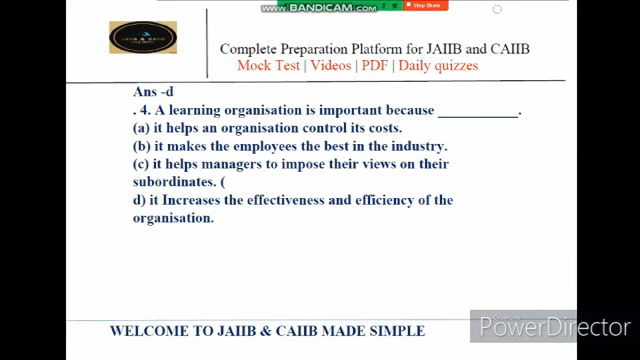 www.BANDICAM.com
Stop Share
JAIIB & CAIIB
Complete Preparation Platform for JAIIB and CAIIB
Mock Test | Videos | PDF | Daily quizzes
Ans -d
. 4. A learning organisation is important because __________.
(a) it helps an organisation control its costs.
(b) it makes the employees the best in the industry.
(c) it helps managers to impose their views on their
subordinates. (
d) it Increases the effectiveness and efficiency of the
organisation.
WELCOME TO JAIIB & CAIIB MADE SIMPLE
PowerDirector